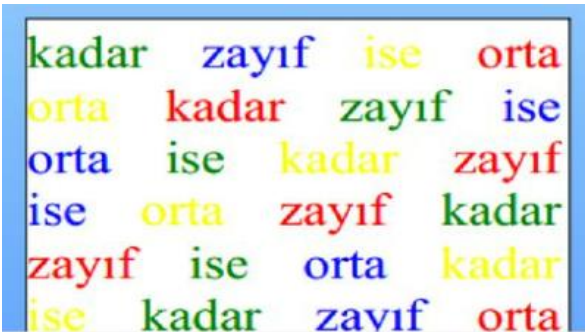 kadar zayıf ise orta
orta kadar zayıf ise
orta ise kadar zayıf
ise orta zayıf kadar
zayıf ise orta kadar
ise kadar zayıf orta